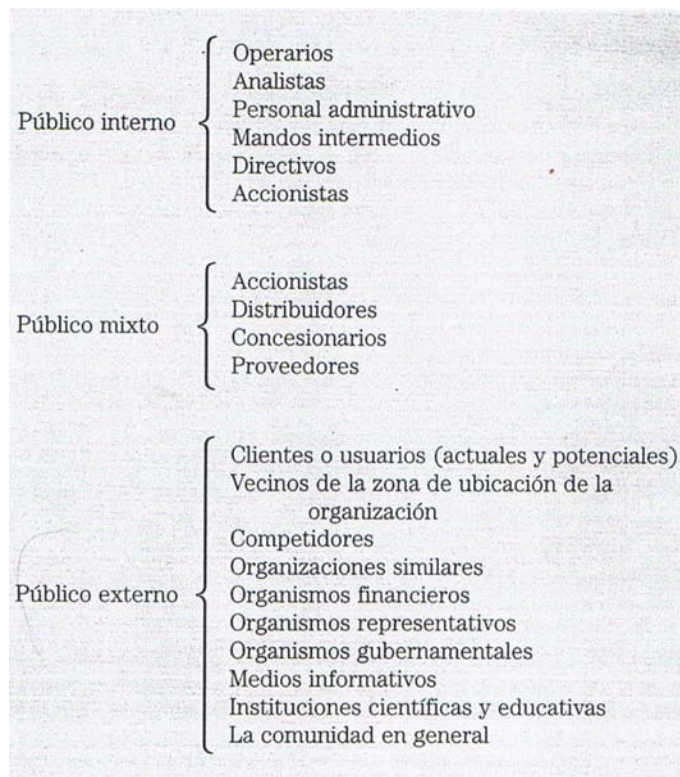 Público interno
Operarios
Analistas
Personal administrativo
Mandos intermedios
Directivos
Accionistas
Público mixto
Accionistas
Distribuidores
Concesionarios
Proveedores
Público externo
Clientes o usuarios (actuales y potenciales)
Vecinos de la zona de ubicación de la
organización
Competidores
Organizaciones similares
Organismos financieros
Organismos representativos
Organismos gubernamentales
Medios informativos
Instituciones científicas y educativas
La comunidad en general